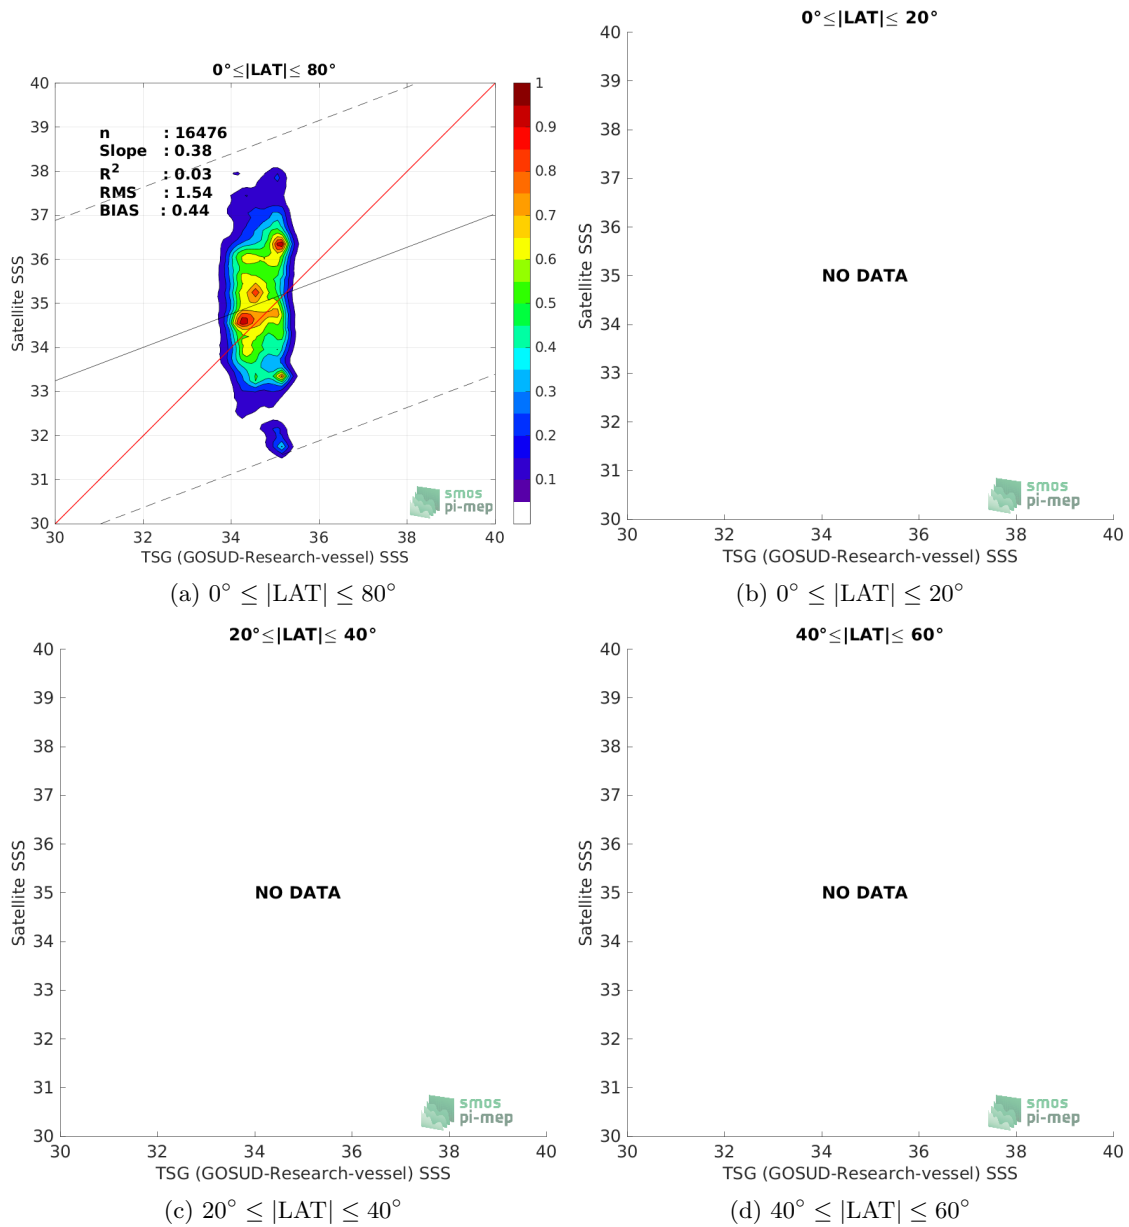 0°≤|LAT|≤ 80°
n : 16476
Slope : 0.38
R² : 0.03
RMS : 1.54
BIAS : 0.44
40
39
38
37
36
35
34
33
32
31
30
Satellite SSS
30 32 34 36 38 40
TSG (GOSUD-Research-vessel) SSS
1
0.9
0.8
0.7
0.6
0.5
0.4
0.3
0.2
0.1
smos
pi-mep
(a) 0° ≤ |LAT| ≤ 80°
0°≤|LAT|≤ 20°
40
39
38
37
36
35
34
33
32
31
30
Satellite SSS
NO DATA
smos
pi-mep
30 32 34 36 38 40
TSG (GOSUD-Research-vessel) SSS
(b) 0° ≤ |LAT| ≤ 20°
20°≤|LAT|≤ 40°
40
39
38
37
36
35
34
33
32
31
30
Satellite SSS
NO DATA
smos
pi-mep
30 32 34 36 38 40
TSG (GOSUD-Research-vessel) SSS
(c) 20° ≤ |LAT| ≤ 40°
40°≤|LAT|≤ 60°
40
39
38
37
36
35
34
33
32
31
30
Satellite SSS
NO DATA
smos
pi-mep
30 32 34 36 38 40
TSG (GOSUD-Research-vessel) SSS
(d) 40° ≤ |LAT| ≤ 60°